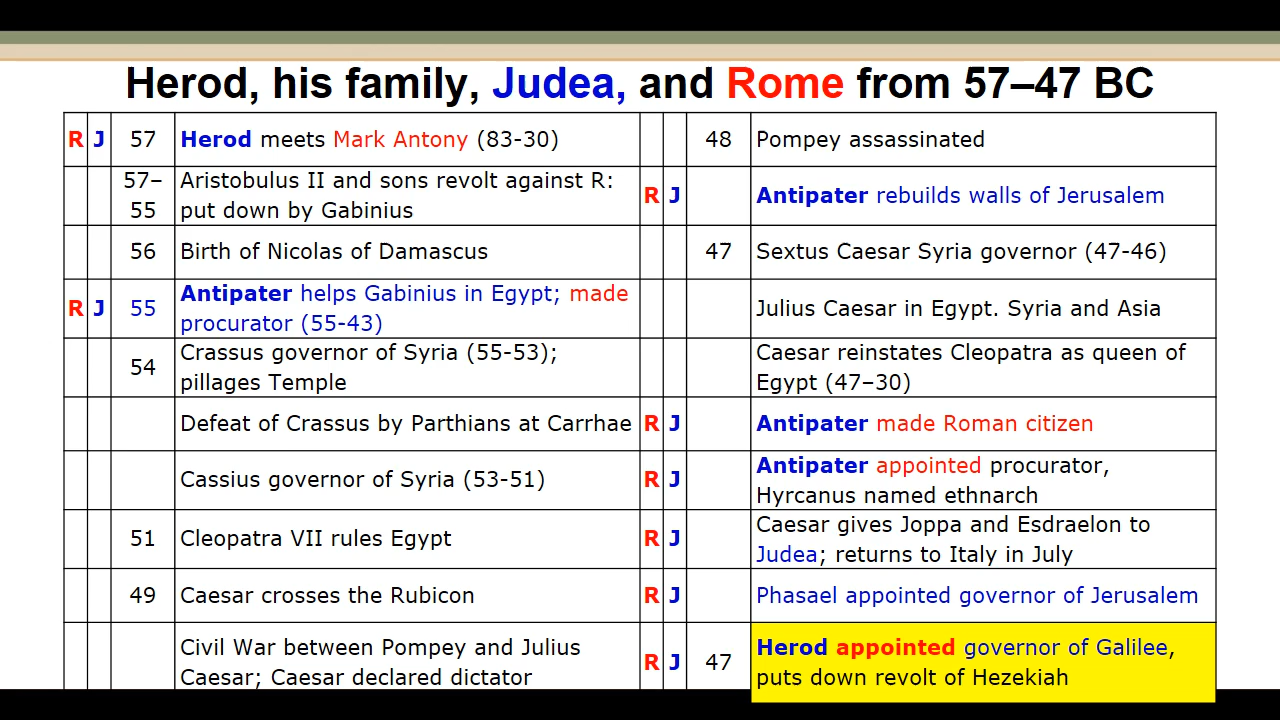 Herod, his family, Judea, and Rome from 57–47 BC
R J 57 Herod meets Mark Antony (83-30)
57–
55
Aristobulus II and sons revolt against R:
put down by Gabinius
56 Birth of Nicolas of Damascus
R J 55
Antipater helps Gabinius in Egypt; made
procurator (55-43)
54
Crassus governor of Syria (55-53);
pillages Temple
Defeat of Crassus by Parthians at Carrhae
Cassius governor of Syria (53-51)
51 Cleopatra VII rules Egypt
49 Caesar crosses the Rubicon
Civil War between Pompey and Julius
Caesar; Caesar declared dictator
48 Pompey assassinated
R J Antipater rebuilds walls of Jerusalem
47 Sextus Caesar Syria governor (47-46)
Julius Caesar in Egypt. Syria and Asia
Caesar reinstates Cleopatra as queen of
Egypt (47–30)
R J Antipater made Roman citizen
R J
Antipater appointed procurator,
Hyrcanus named ethnarch
R J
Caesar gives Joppa and Esdraelon to
Judea; returns to Italy in July
R J Phasael appointed governor of Jerusalem
R J 47
Herod appointed governor of Galilee,
puts down revolt of Hezekiah